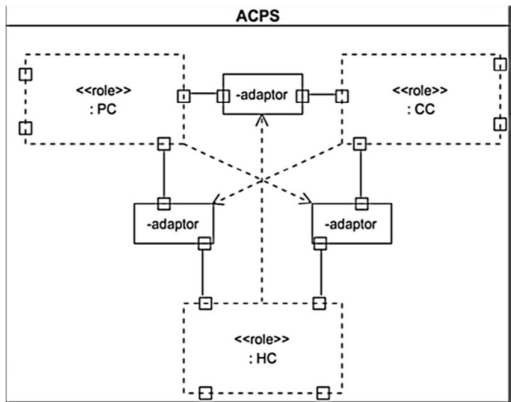 ACPS
<<role>>
: PC
-adaptor
<<role>>
: CC
-adaptor
-adaptor
<<role>>
: HC